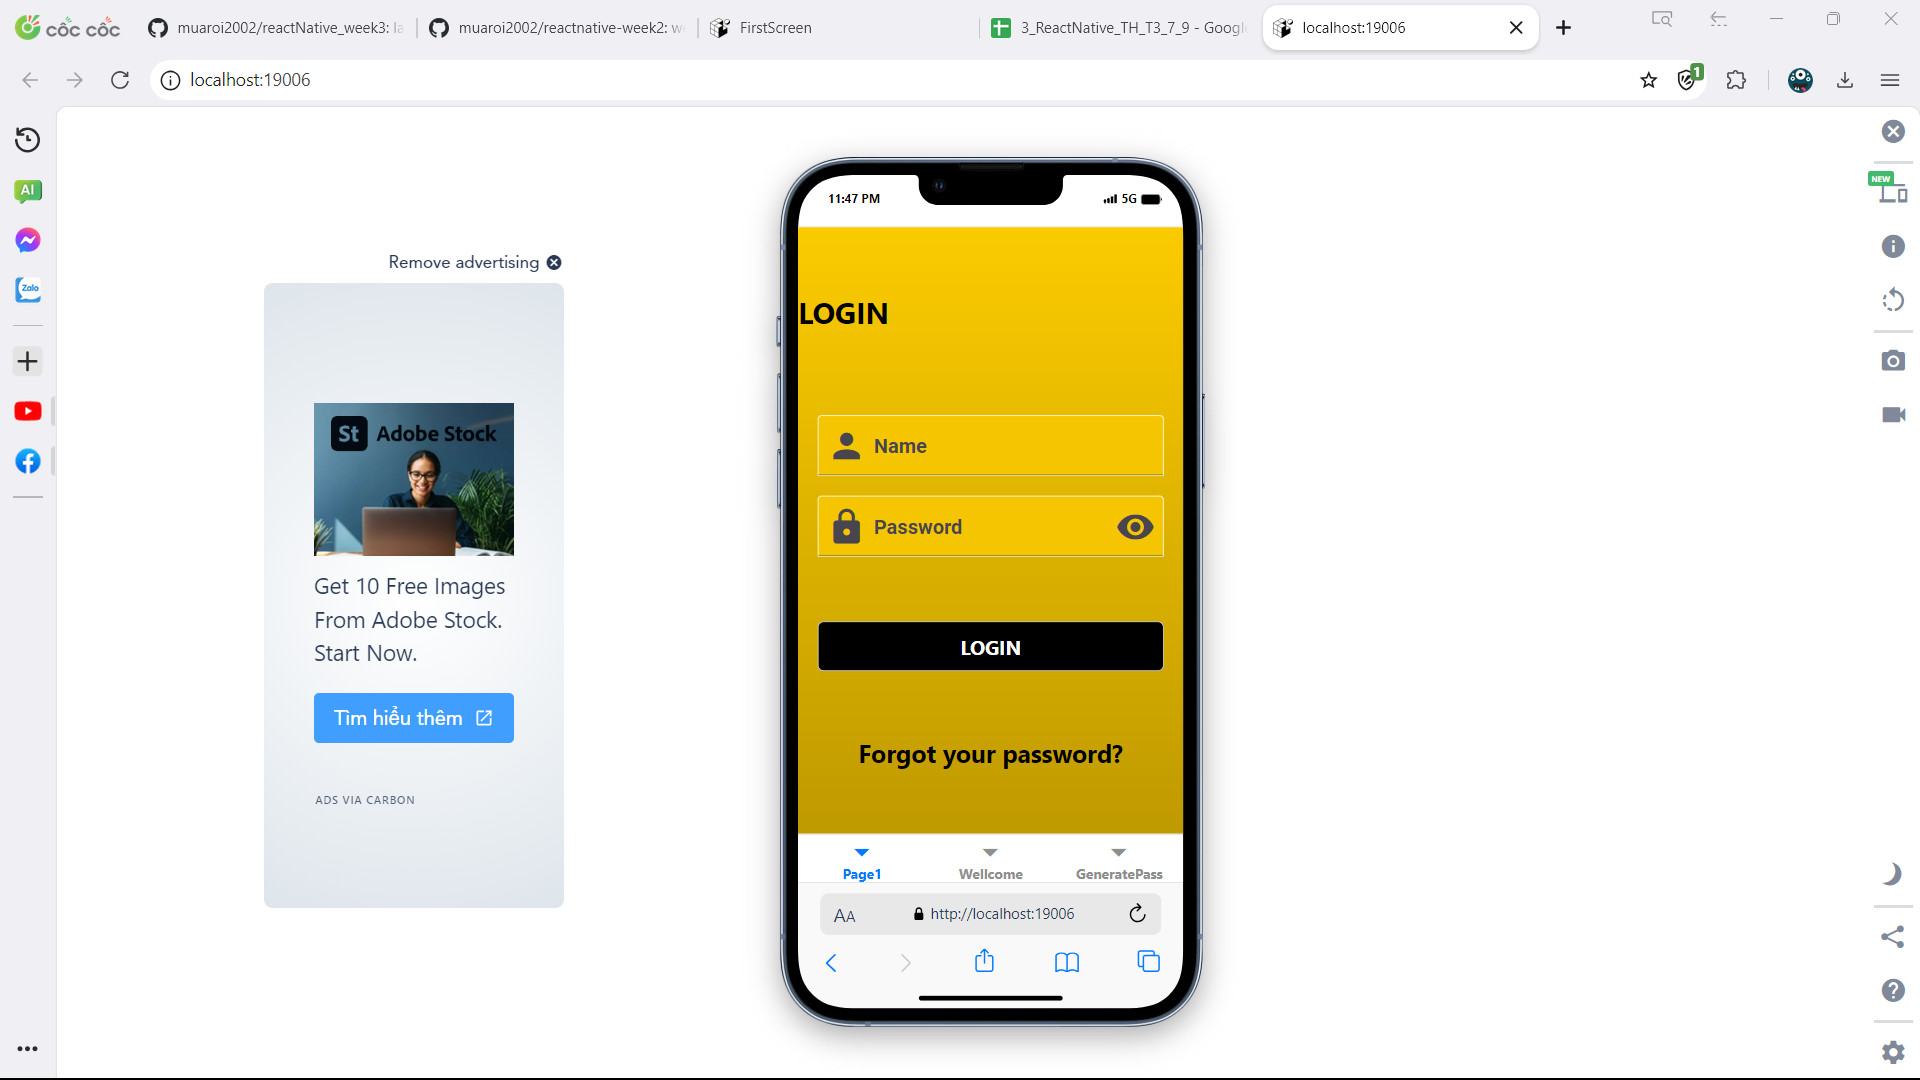 cốc cốc
muaroi2002/reactNative_week3: la
muaroi2002/reactnative-week2: w
FirstScreen
3_ReactNative_TH_T3_7_9 - Googl
localhost:19006
localhost:19006
1
AI
Zalo
NEW
Remove advertising
St Adobe Stock
Get 10 Free Images
From Adobe Stock.
Start Now.
Tìm hiểu thêm
ADS VIA CARBON
11:47 PM
5G
LOGIN
Name
Password
LOGIN
Forgot your password?
Page1
Wellcome
GeneratePass
AA
http://localhost:19006